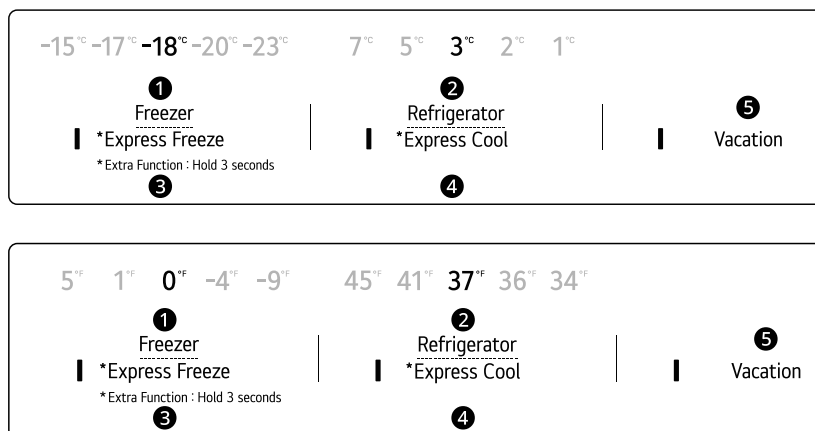 -15°C -17°C -18°C -20°C -23°C 7°C 5°C 3°C 2°C 1°C
1 2 5
Freezer Refrigerator
*Express Freeze *Express Cool Vacation
*Extra Function : Hold 3 seconds
3 4
5°F 1°F 0°F -4°F -9°F 45°F 41°F 37°F 36°F 34°F
1 2 5
Freezer Refrigerator
*Express Freeze *Express Cool Vacation
*Extra Function : Hold 3 seconds
3 4